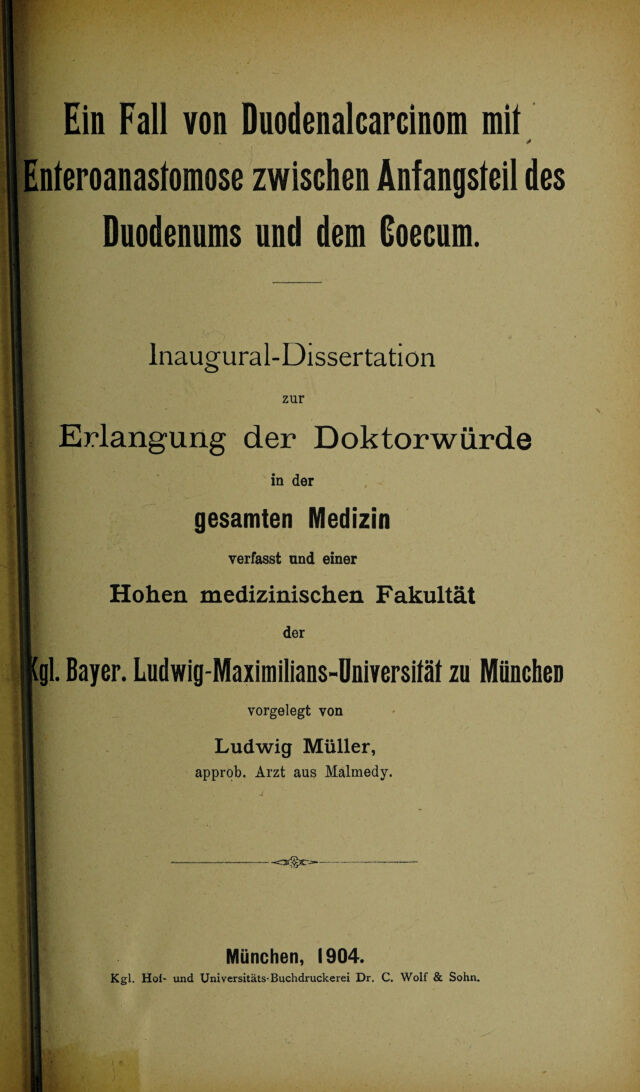 Ein Fall von Duodenalcarcinom mit
Enteroanastomose zwischen Anfangsteil des
Duodenums und dem Coecum.
Inaugural-Dissertation
zur
Erlangung der Doktorwürde
in der
gesamten Medizin
verfasst und einer
Hohen medizinischen Fakultät
der
Kgl. Bayer. Ludwig-Maximilians-Universität zu München
vorgelegt von
Ludwig Müller,
approb. Arzt aus Malmedy.
München, 1904.
Kgl. Hof- und Universitäts-Buchdruckerei Dr. C. Wolf & Sohn.